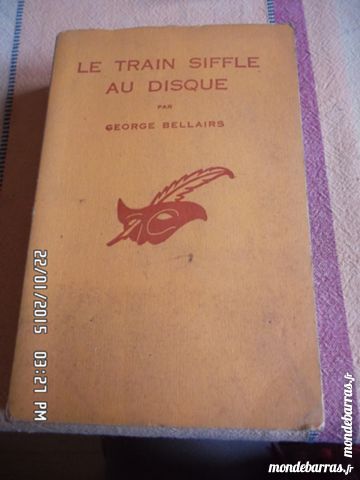 LE TRAIN SIFFLE
AU DISQUE
PAR
GEORGE BELLAIRS
22/01/2015 03:27 PM
mondebarras.fr
mondebarras.fr